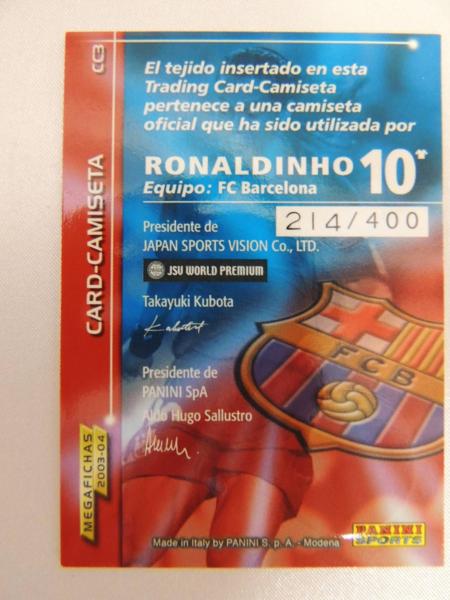 CC3
CARD-CAMISETA
MEGAFICHAS
2003-04
El tejido insertado en esta
Trading Card-Camiseta
pertenece a una camiseta
oficial que ha sido utilizada por
RONALDINHO 10
Equipo: FC Barcelona
214/400
Presidente de
JAPAN SPORTS VISION Co., LTD.
JSV WORLD PREMIUM
Takayuki Kubota
Presidente de
PANINI SpA
Aldo Hugo Sallustro
FCB
Made in Italy by PANINI S. p. A. - Modena
PANINI
SPORTS